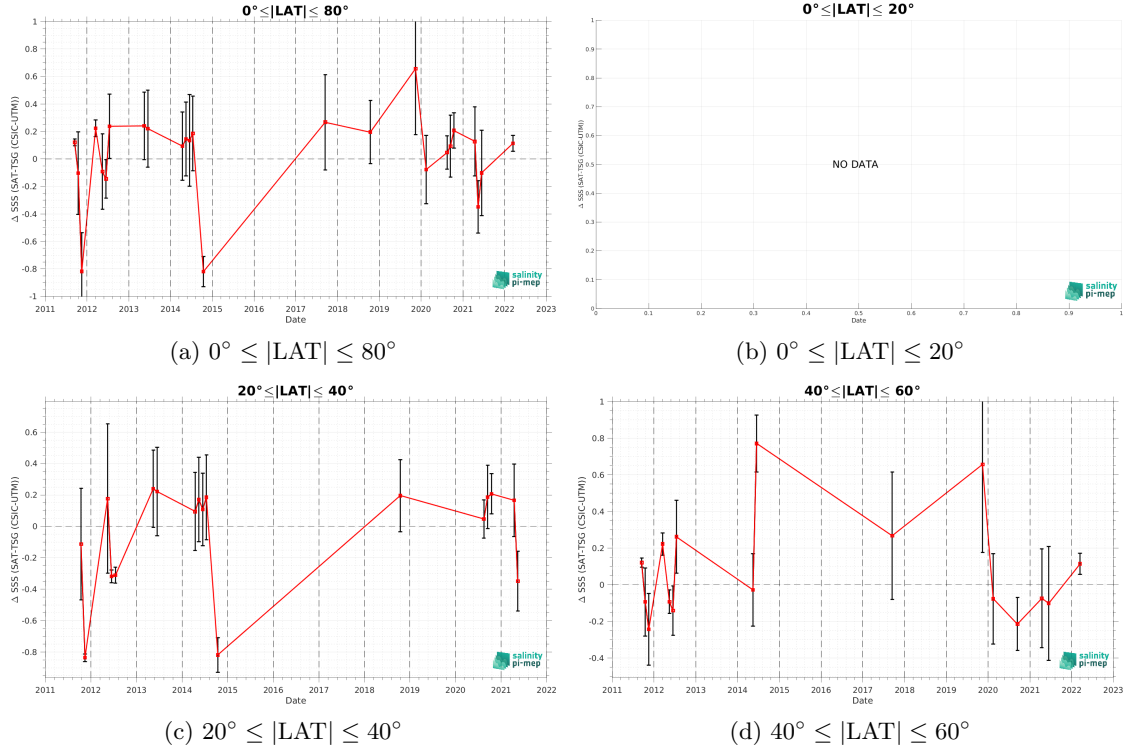 0°≤|LAT|≤ 80°
Δ SSS (SAT-TSG (CSIC-UTM))
1
0.8
0.6
0.4
0.2
0
-0.2
-0.4
-0.6
-0.8
-1
2011 2012 2013 2014 2015 2016 2017 2018 2019 2020 2021 2022 2023
Date
salinity
pi-mep
(a) 0° ≤ |LAT| ≤ 80°
0°≤|LAT|≤ 20°
Δ SSS (SAT-TSG (CSIC-UTM))
1
0.9
0.8
0.7
0.6
0.5
0.4
0.3
0.2
0.1
0
NO DATA
0 0.1 0.2 0.3 0.4 0.5 0.6 0.7 0.8 0.9 1
Date
salinity
pi-mep
(b) 0° ≤ |LAT| ≤ 20°
20°≤|LAT|≤ 40°
Δ SSS (SAT-TSG (CSIC-UTM))
0.6
0.4
0.2
0
-0.2
-0.4
-0.6
-0.8
2011 2012 2013 2014 2015 2016 2017 2018 2019 2020 2021 2022
Date
salinity
pi-mep
(c) 20° ≤ |LAT| ≤ 40°
40°≤|LAT|≤ 60°
Δ SSS (SAT-TSG (CSIC-UTM))
1
0.8
0.6
0.4
0.2
0
-0.2
-0.4
2011 2012 2013 2014 2015 2016 2017 2018 2019 2020 2021 2022 2023
Date
salinity
pi-mep
(d) 40° ≤ |LAT| ≤ 60°